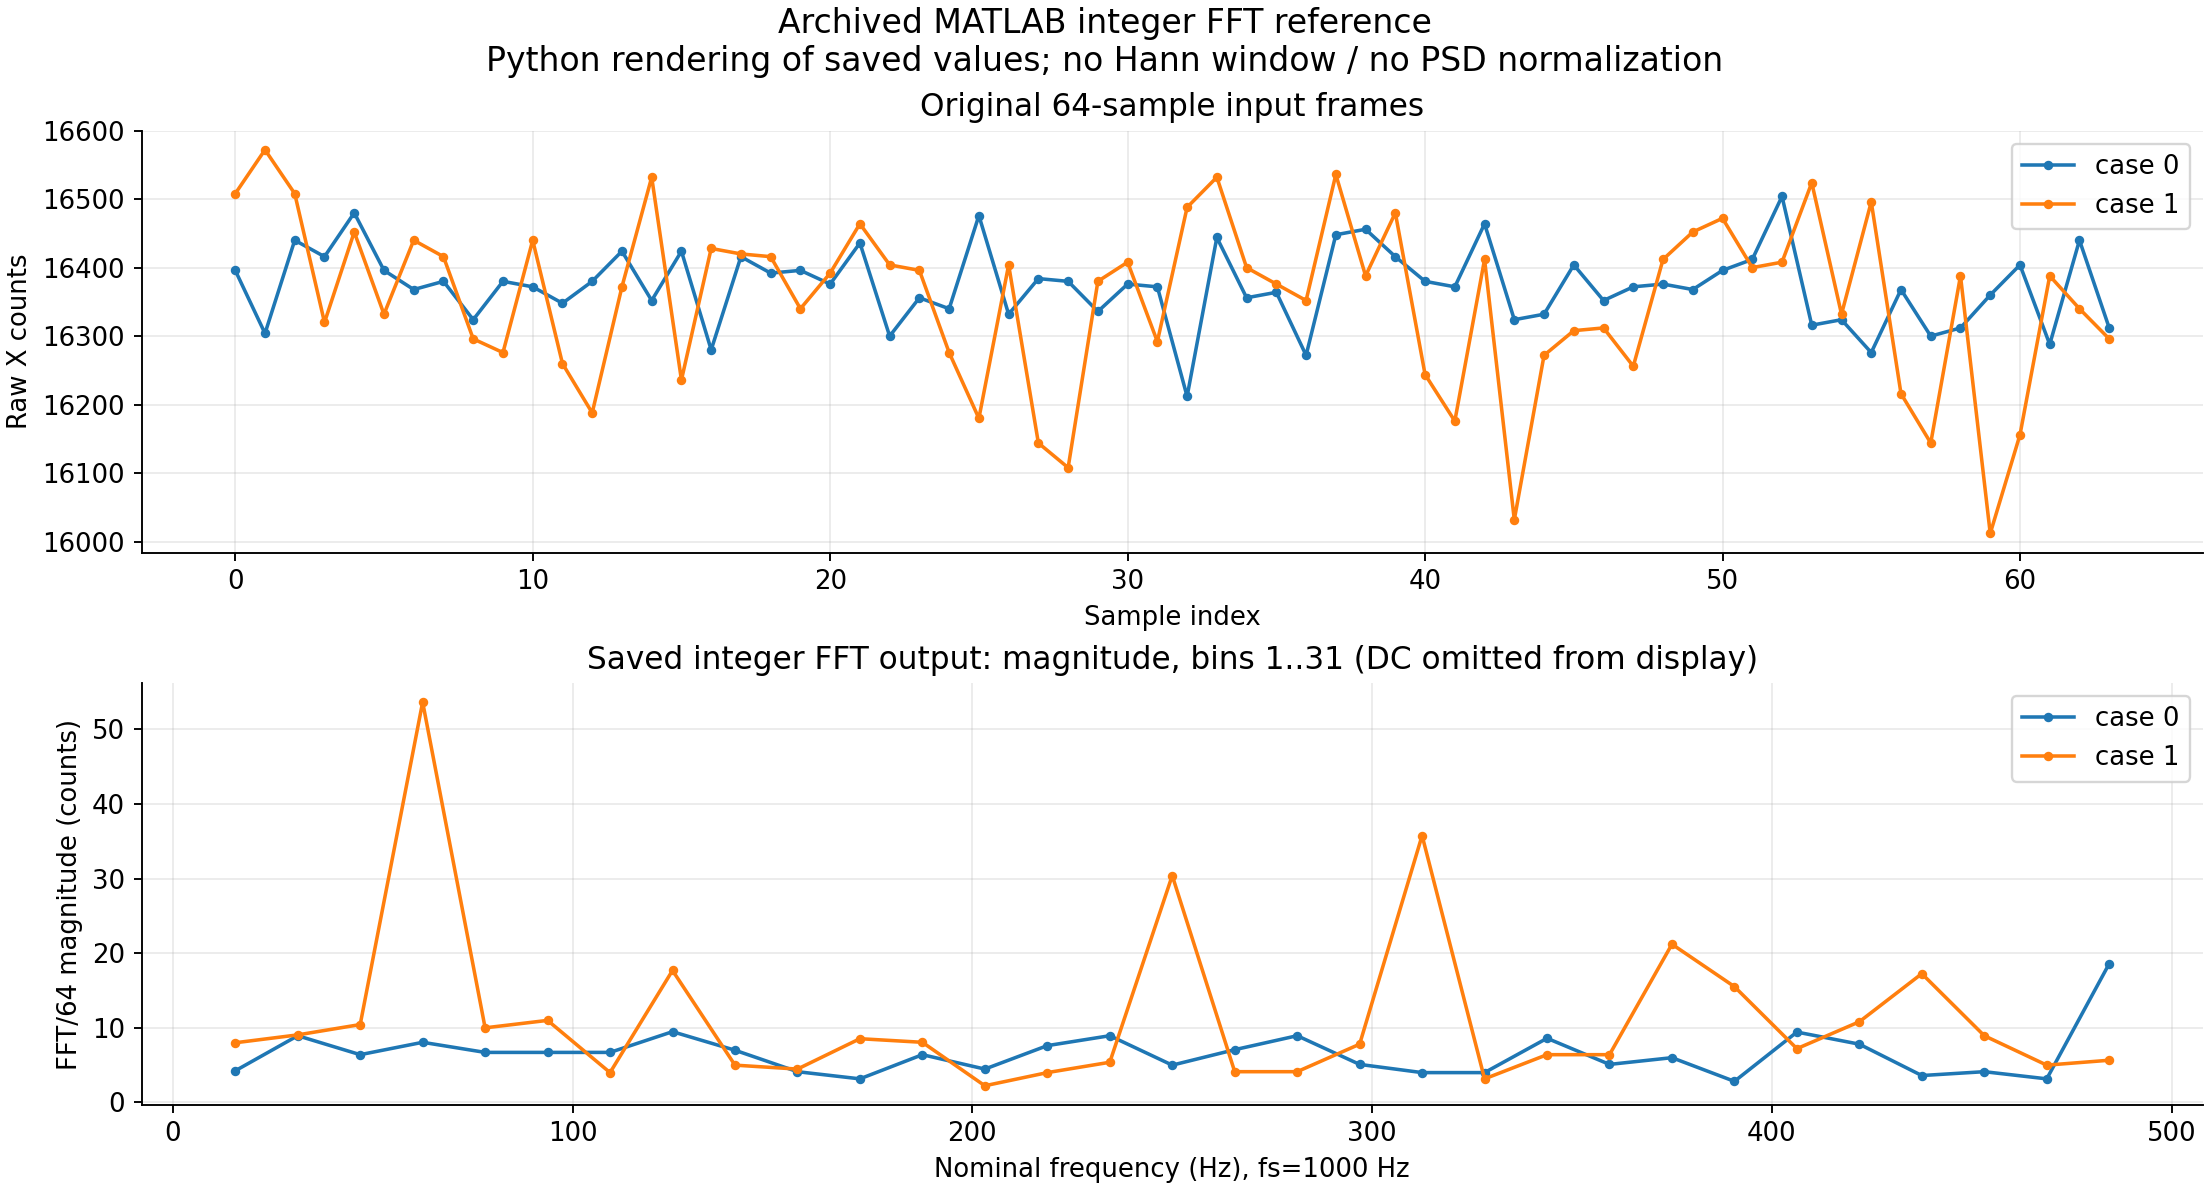 Archived MATLAB integer FFT reference
Python rendering of saved values; no Hann window / no PSD normalization
Original 64-sample input frames
16600
16500
16400
16300
16200
16100
16000
Raw X counts
case 0
case 1
0 10 20 30 40 50 60
Sample index
Saved integer FFT output: magnitude, bins 1..31 (DC omitted from display)
50
40
30
20
10
0
FFT/64 magnitude (counts)
case 0
case 1
0 100 200 300 400 500
Nominal frequency (Hz), fs=1000 Hz